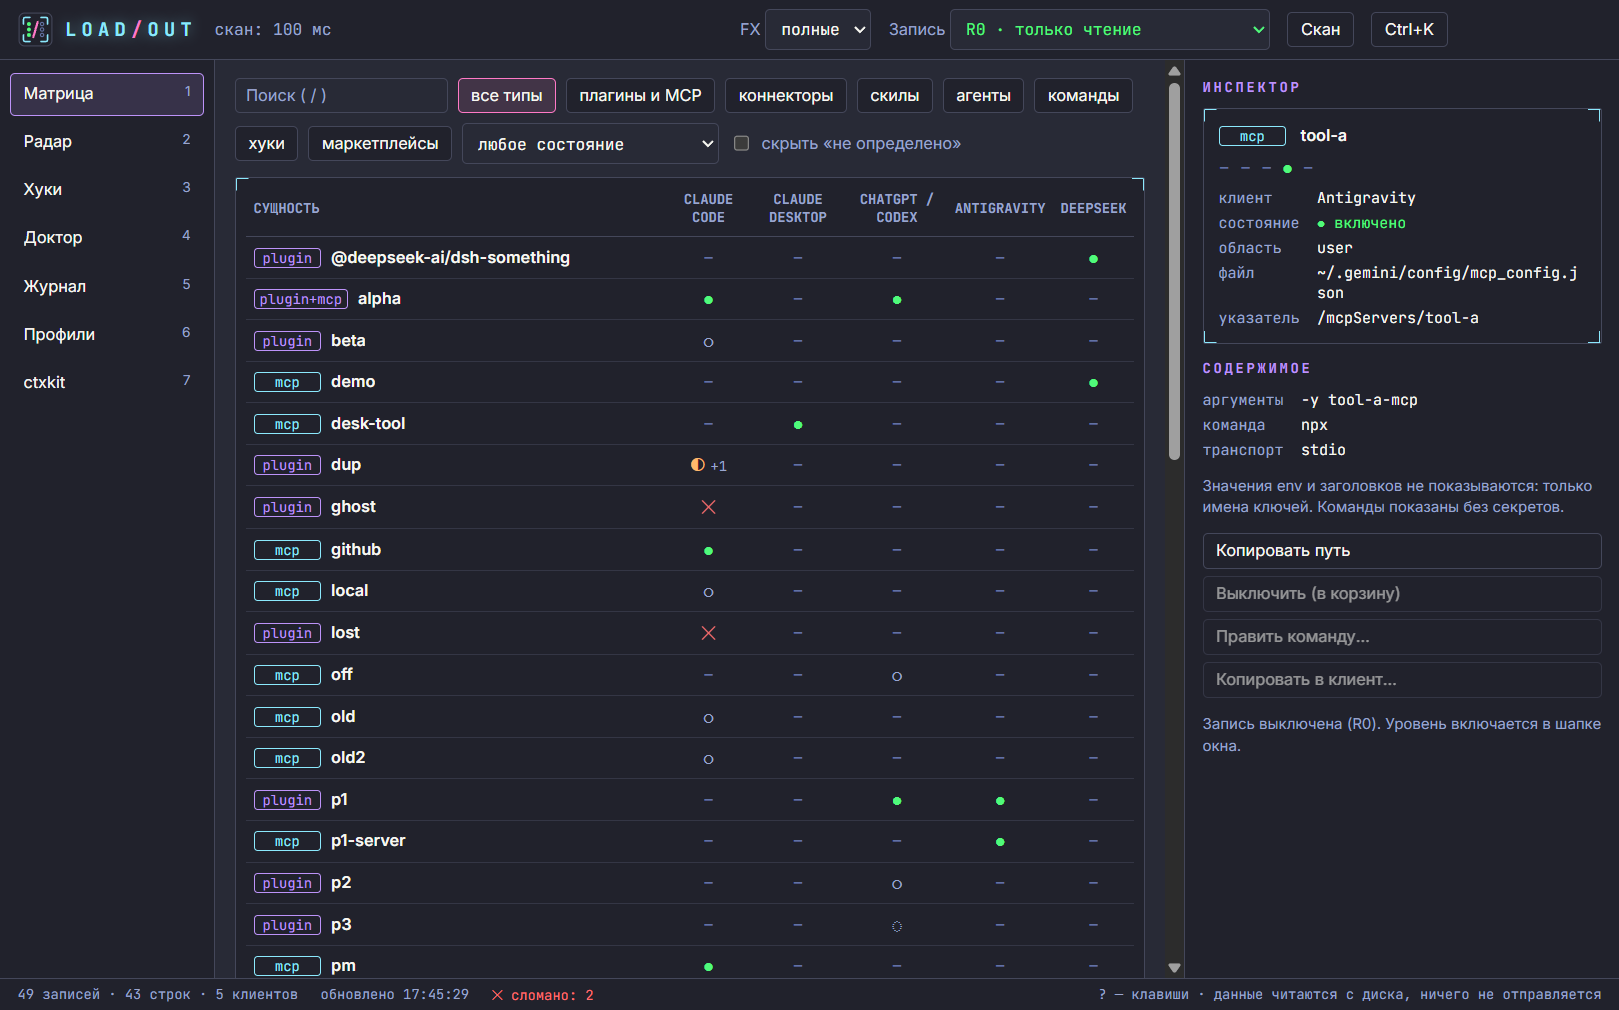 LOAD/OUT скан: 100 мс FX полные Запись R0 · только чтение Скан Ctrl+K
Матрица 1
Радар 2
Хуки 3
Доктор 4
Журнал 5
Профили 6
ctxkit 7
Поиск ( / ) все типы плагины и MCP коннекторы скилы агенты команды
хуки маркетплейсы любое состояние скрыть «не определено»
СУЩНОСТЬ CLAUDE CODE CLAUDE DESKTOP CHATGPT / CODEX ANTIGRAVITY DEEPSEEK
plugin @deepseek-ai/dsh-something — — — — ●
plugin+mcp alpha ● — ● — —
plugin beta ○ — — — —
mcp demo — — — — ●
mcp desk-tool — ● — — —
plugin dup ◐ +1 — — — —
plugin ghost ✕ — — — —
mcp github ● — — — —
mcp local ○ — — — —
plugin lost ✕ — — — —
mcp off — — ○ — —
mcp old ○ — — — —
mcp old2 ○ — — — —
plugin p1 — — ● ● —
mcp p1-server — — — ● —
plugin p2 — — ○ — —
plugin p3 — — ◌ — —
mcp pm ● — — — —
ИНСПЕКТОР
mcp tool-a
— — — ● —
клиент Antigravity
состояние ● включено
область user
файл ~/.gemini/config/mcp_config.j
son
указатель /mcpServers/tool-a
СОДЕРЖИМОЕ
аргументы -y tool-a-mcp
команда npx
транспорт stdio
Значения env и заголовков не показываются: только
имена ключей. Команды показаны без секретов.
Копировать путь
Выключить (в корзину)
Править команду...
Копировать в клиент...
Запись выключена (R0). Уровень включается в шапке
окна.
49 записей · 43 строк · 5 клиентов обновлено 17:45:29 ✕ сломано: 2 ? — клавиши · данные читаются с диска, ничего не отправляется